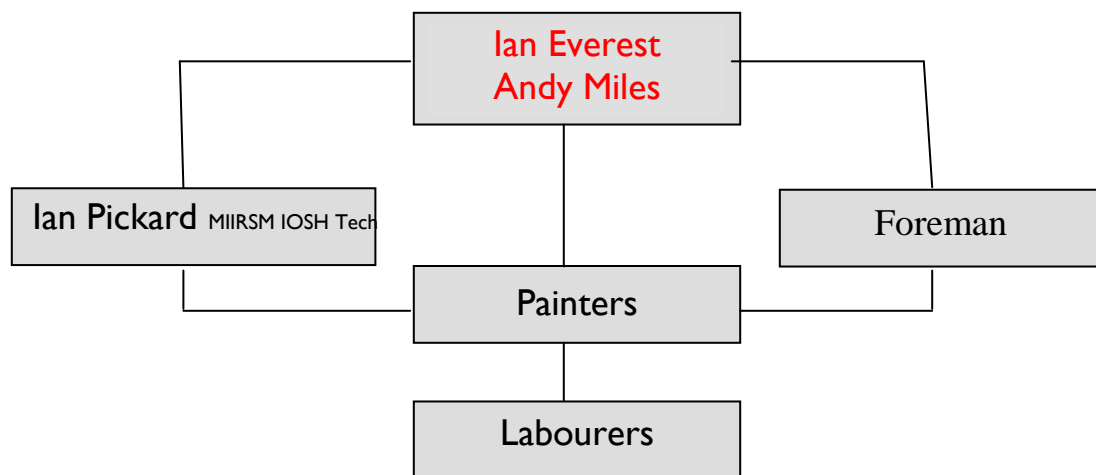 Ian Everest
Andy Miles
Ian Pickard MIIRSM IOSH Tech
Foreman
Painters
Labourers